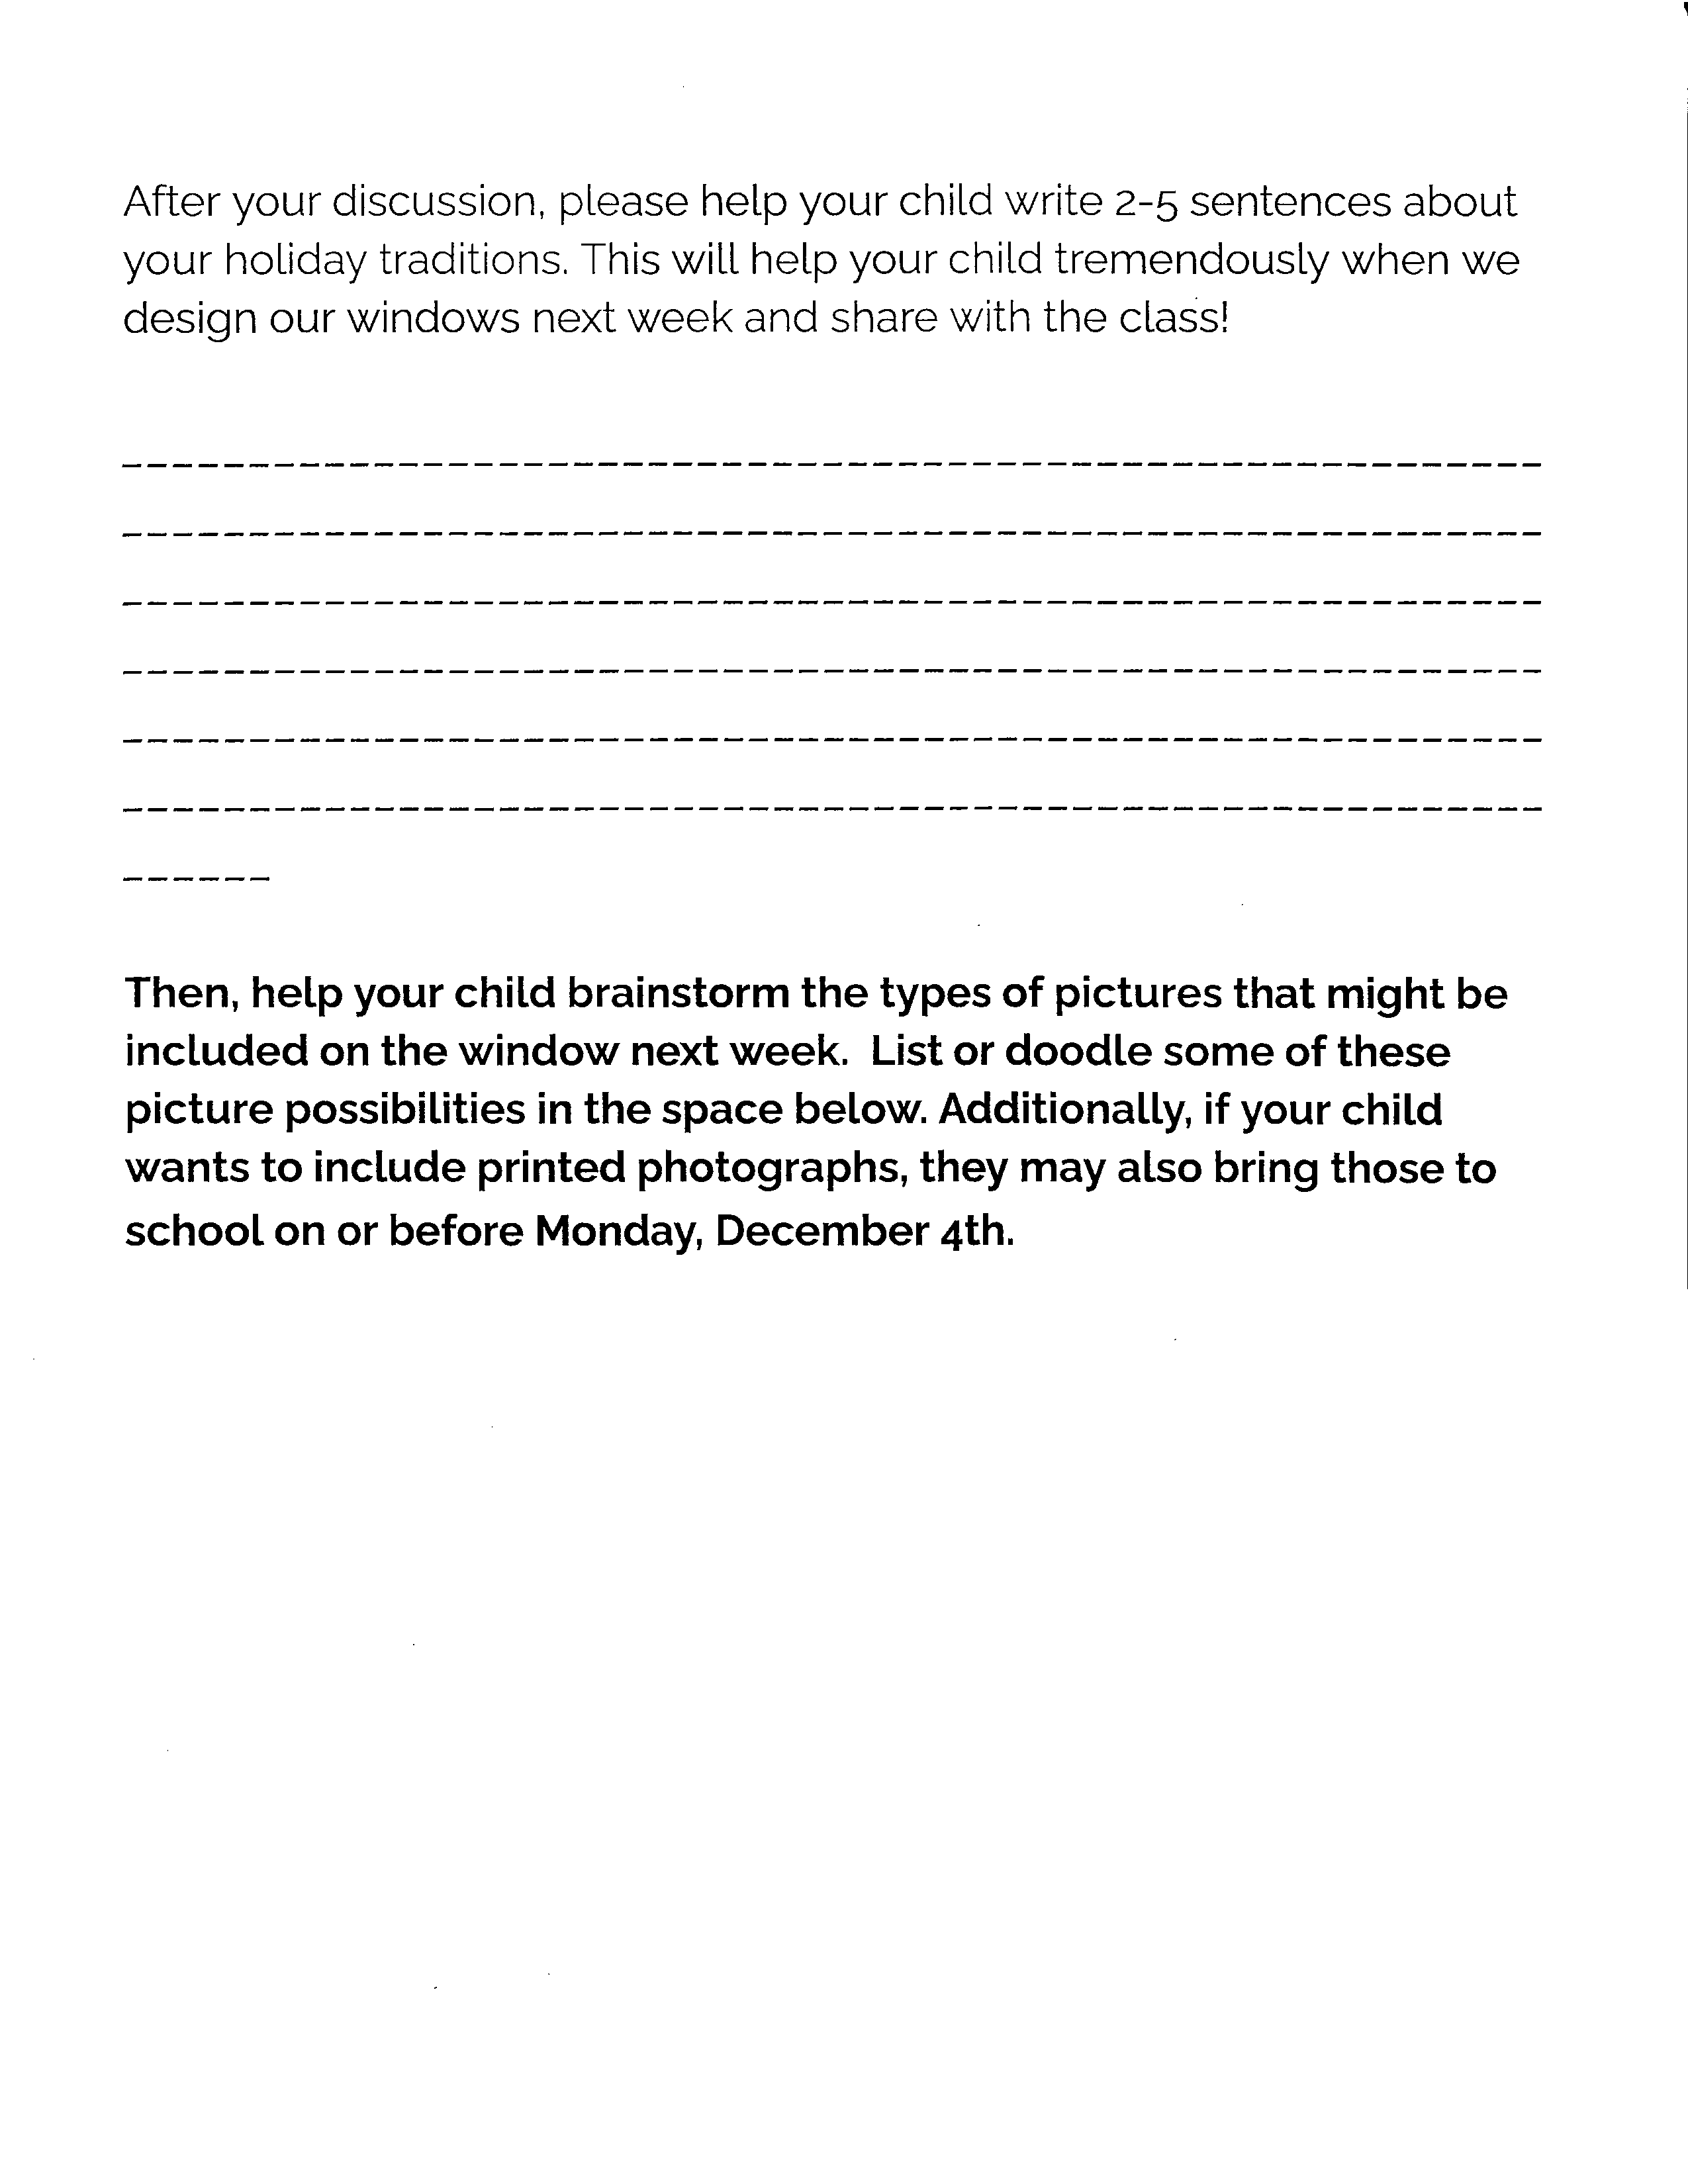 After your discussion, please help your child write 2-5 sentences about
your holiday traditions. This will help your child tremendously when we
design our windows next week and share with the class!
Then, help your child brainstorm the types of pictures that might be
included on the window next week. List or doodle some of these
picture possibilities in the space below. Additionally, if your child
wants to include printed photographs, they may also bring those to
school on or before Monday, December 4th.